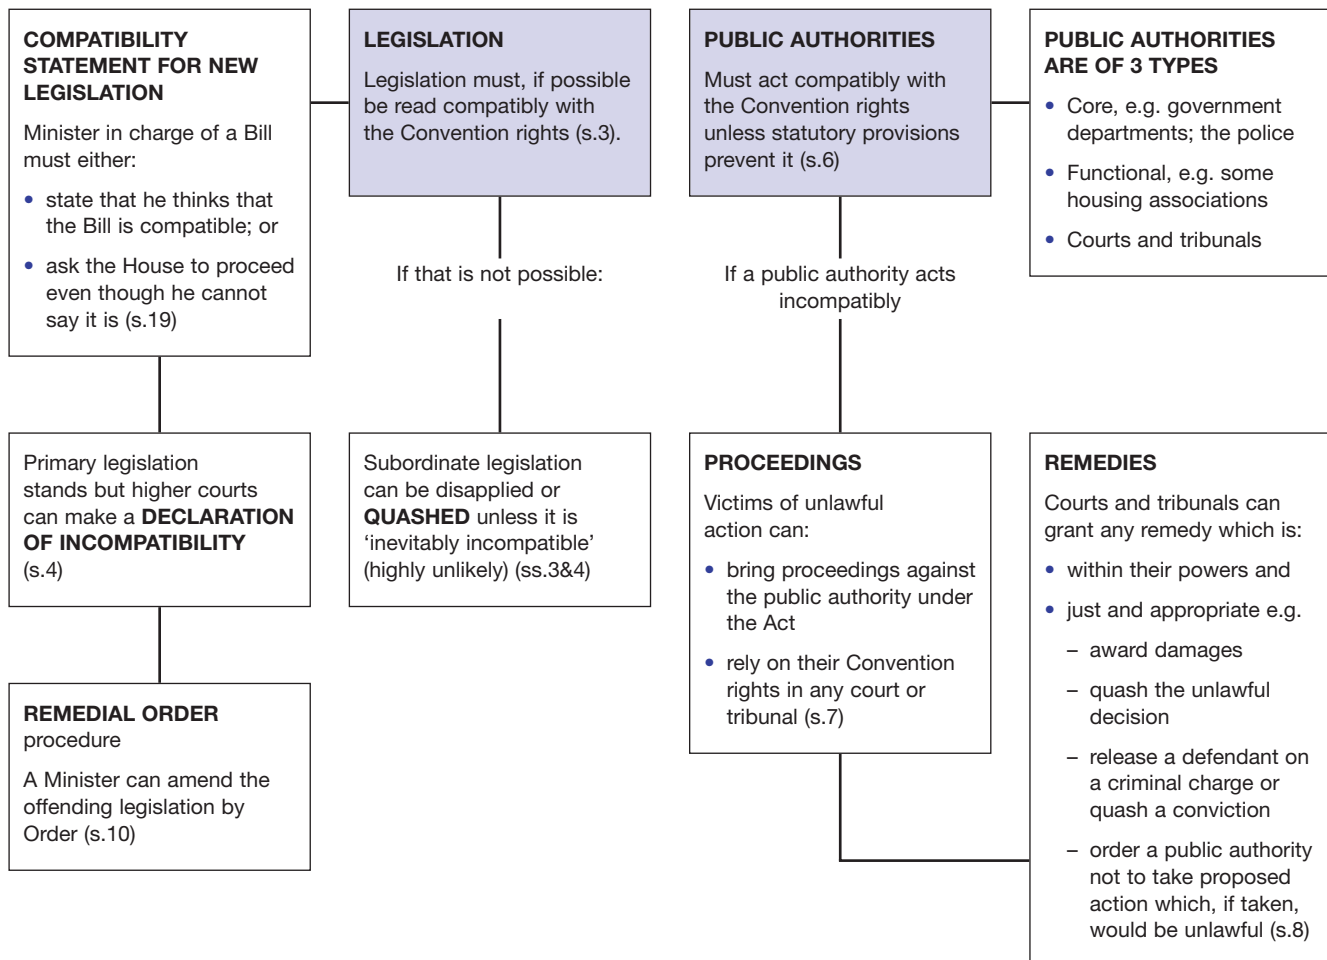 COMPATIBILITY
STATEMENT FOR NEW
LEGISLATION
Minister in charge of a Bill
must either:
• state that he thinks that
the Bill is compatible; or
• ask the House to proceed
even though he cannot
say it is (s.19)
LEGISLATION
Legislation must, if possible
be read compatibly with
the Convention rights (s.3).
PUBLIC AUTHORITIES
Must act compatibly with
the Convention rights
unless statutory provisions
prevent it (s.6)
PUBLIC AUTHORITIES
ARE OF 3 TYPES
• Core, e.g. government
departments; the police
• Functional, e.g. some
housing associations
• Courts and tribunals
If that is not possible:
If a public authority acts
incompatibly
Primary legislation
stands but higher courts
can make a DECLARATION
OF INCOMPATIBILITY
(s.4)
Subordinate legislation
can be disapplied or
QUASHED unless it is
‘inevitably incompatible’
(highly unlikely) (ss.3&4)
PROCEEDINGS
Victims of unlawful
action can:
• bring proceedings against
the public authority under
the Act
• rely on their Convention
rights in any court or
tribunal (s.7)
REMEDIES
Courts and tribunals can
grant any remedy which is:
• within their powers and
• just and appropriate e.g.
– award damages
– quash the unlawful
decision
– release a defendant on
a criminal charge or
quash a conviction
– order a public authority
not to take proposed
action which, if taken,
would be unlawful (s.8)
REMEDIAL ORDER
procedure
A Minister can amend the
offending legislation by
Order (s.10)